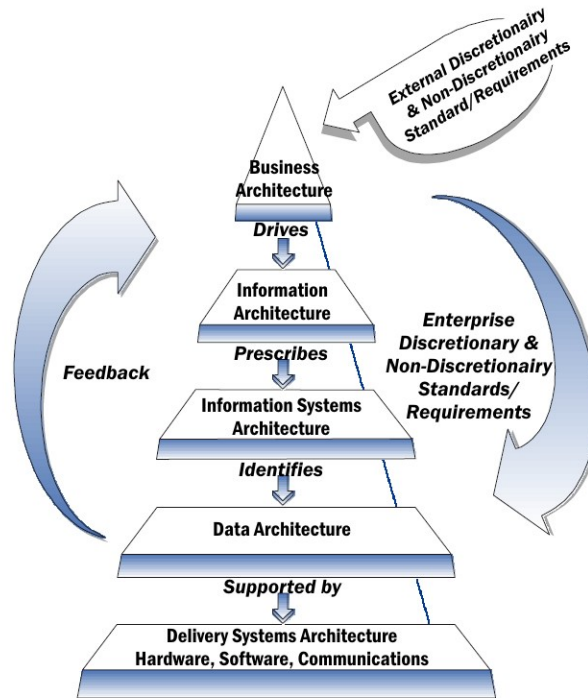 External Discretionairy
& Non-Discretionairy
Standard/Requirements
Business
Architecture
Drives
Information
Architecture
Prescribes
Feedback
Enterprise
Discretionary &
Non-Discretionairy
Standards/
Requirements
Information Systems
Architecture
Identifies
Data Architecture
Supported by
Delivery Systems Architecture
Hardware, Software, Communications